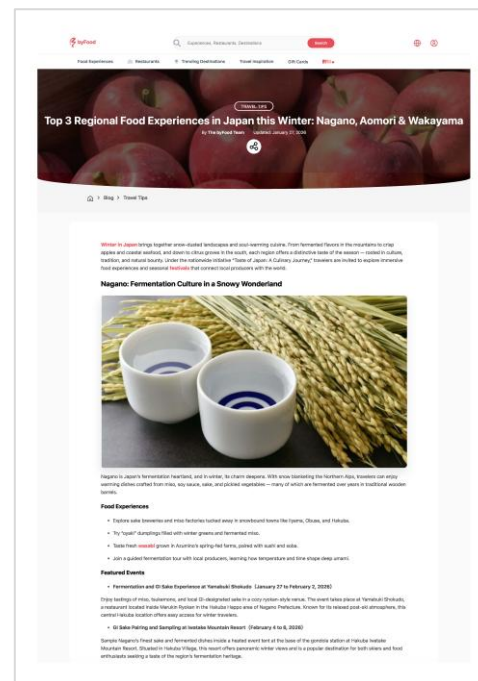 byFood
Experiences, Restaurants, Destinations
Search
Food Experiences
Restaurants
Trending Destinations
Travel Inspiration
Gift Cards
TRAVEL TIPS
Top 3 Regional Food Experiences in Japan this Winter: Nagano, Aomori & Wakayama
by The byFood Team Updated January 27, 2026
Blog > Travel Tips
Winter in Japan brings together snow-dusted landscapes and soul-warming cuisine. From fermented flavors in the mountains to crisp
apples and coastal seafood, and down to citrus groves in the south, each region offers a distinctive taste of the season — rooted in culture,
tradition, and natural bounty. Under the nationwide initiative "Taste of Japan: A Culinary Journey," travelers are invited to explore immersive
food experiences and seasonal festivals that connect local producers with the world.
Nagano: Fermentation Culture in a Snowy Wonderland
Nagano is Japan's fermentation heartland, and in winter, its charm deepens. With snow blanketing the Northern Alps, travelers can enjoy
warming dishes crafted from miso, soy sauce, sake, and pickled vegetables — many of which are fermented over years in traditional wooden
barrels.
Food Experiences
• Explore sake breweries and miso factories tucked away in snowbound towns like Iiyama, Obuse, and Hakuba.
• Try "oyaki" dumplings filled with winter greens and fermented miso.
• Taste fresh wasabi grown in Azumino's spring-fed farms, paired with sushi and soba.
• Join a guided fermentation tour with local producers, learning how temperature and time shape deep umami.
Featured Events
• Fermentation and GI Sake Experience at Yamabuki Shokudo (January 27 to February 2, 2026)
Enjoy tastings of miso, tsukemono, and local GI-designated sake in a cozy ryokan-style venue. The event takes place at Yamabuki Shokudo,
a restaurant located inside Marukin Ryokan in the Hakuba Happo area of Nagano Prefecture. Known for its relaxed post-ski atmosphere, this
central Hakuba location offers easy access for winter travelers.
• GI Sake Pairing and Sampling at Iwatake Mountain Resort (February 4 to 8, 2026)
Sample Nagano's finest sake and fermented dishes inside a heated event tent at the base of the gondola station at Hakuba Iwatake
Mountain Resort. Situated in Hakuba Village, this resort offers panoramic winter views and is a popular destination for both skiers and food
enthusiasts seeking a taste of the region's fermentation heritage.